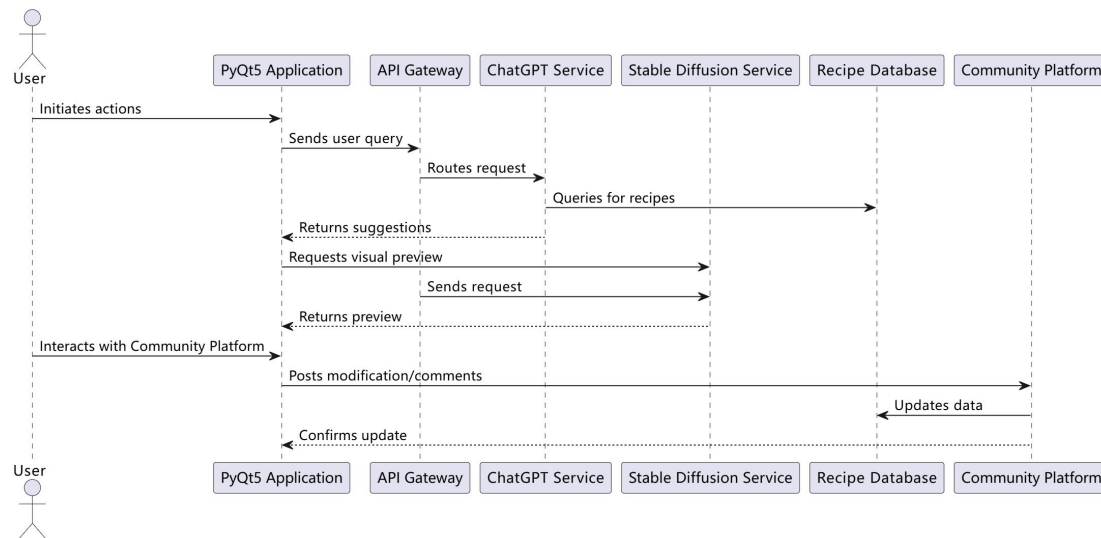 User
PyQt5 Application
API Gateway
ChatGPT Service
Stable Diffusion Service
Recipe Database
Community Platform
Initiates actions
Sends user query
Routes request
Queries for recipes
Returns suggestions
Requests visual preview
Sends request
Returns preview
Interacts with Community Platform
Posts modification/comments
Updates data
Confirms update
User
PyQt5 Application
API Gateway
ChatGPT Service
Stable Diffusion Service
Recipe Database
Community Platform